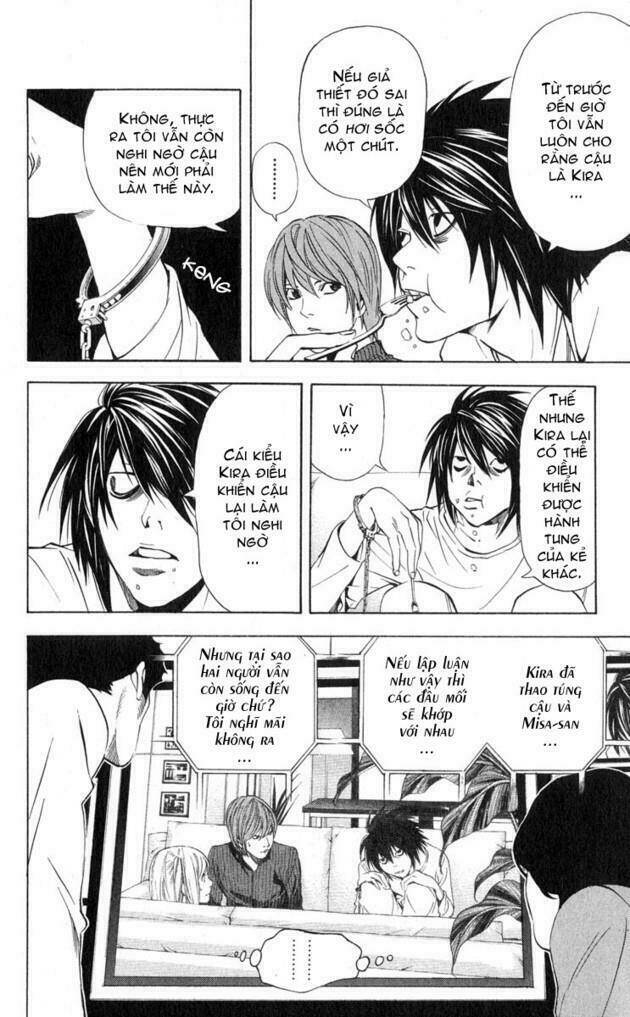 TỪ TRƯỚC
ĐẾN GIỜ
TÔI VẪN
LUÔN CHO
RẰNG CẬU
LÀ KIRA
...
NẾU GIẢ
THIẾT ĐÓ SAI
THÌ ĐÚNG LÀ
CÓ HƠI SỐC
MỘT CHÚT.
......
KHÔNG, THỰC
RA TÔI VẪN CÒN
NGHI NGỜ CẬU
NÊN MỚI PHẢI
LÀM THẾ NÀY.
KENG
THẾ
NHƯNG KIRA LẠI
CÓ THỂ
ĐIỀU
KHIỂN
ĐƯỢC
HÀNH
TUNG
CỦA KẺ
KHÁC.
VÌ
VẬY
...
CÁI KIỂU
KIRA ĐIỀU
KHIỂN CẬU
LẠI LÀM
TÔI NGHI
NGỜ
...
KIRA ĐÃ
THAO TÚNG
CẬU VÀ
MISA-SAN
...
NẾU LẬP LUẬN
NHƯ VẬY THÌ
CÁC ĐẦU MỐI
SẼ KHỚP
VỚI NHAU
...
NHƯNG TẠI SAO
HAI NGƯỜI VẪN
CÒN SỐNG ĐẾN
GIỜ CHỨ?
TÔI NGHĨ MÃI
KHÔNG RA
...
......